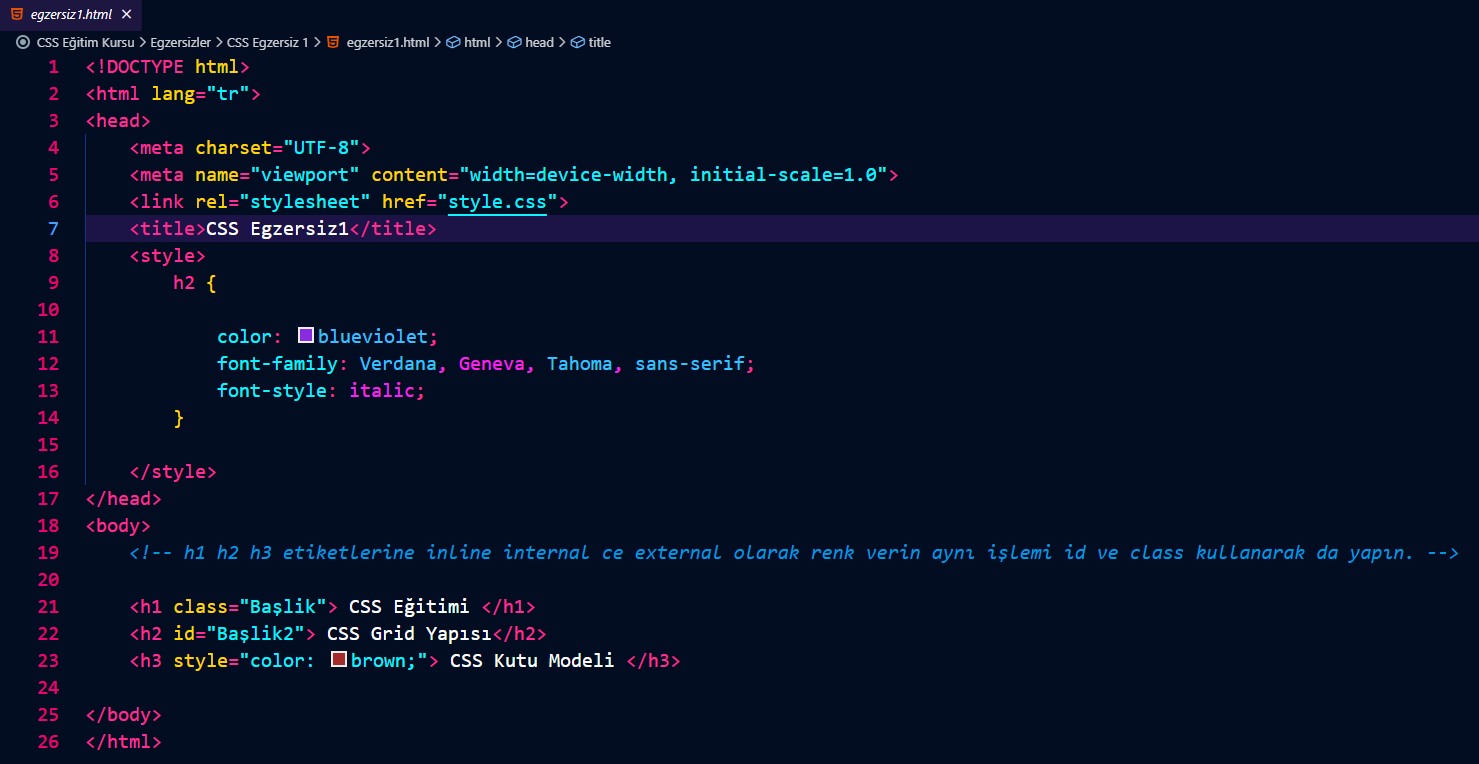 egzersiz1.html ×
CSS Eğitim Kursu > Egzersizler > CSS Egzersiz 1 > egzersiz1.html > html > head > title
1 <!DOCTYPE html>
2 <html lang="tr">
3 <head>
4     <meta charset="UTF-8">
5     <meta name="viewport" content="width=device-width, initial-scale=1.0">
6     <link rel="stylesheet" href="style.css">
7     <title>CSS Egzersiz1</title>
8     <style>
9         h2 {
10
11             color: blueviolet;
12             font-family: Verdana, Geneva, Tahoma, sans-serif;
13             font-style: italic;
14         }
15
16     </style>
17 </head>
18 <body>
19     <!-- h1 h2 h3 etiketlerine inline internal ce external olarak renk verin aynı işlemi id ve class kullanarak da yapın. -->
20
21     <h1 class="Başlik"> CSS Eğitimi </h1>
22     <h2 id="Başlik2"> CSS Grid Yapısı</h2>
23     <h3 style="color: brown;"> CSS Kutu Modeli </h3>
24
25 </body>
26 </html>